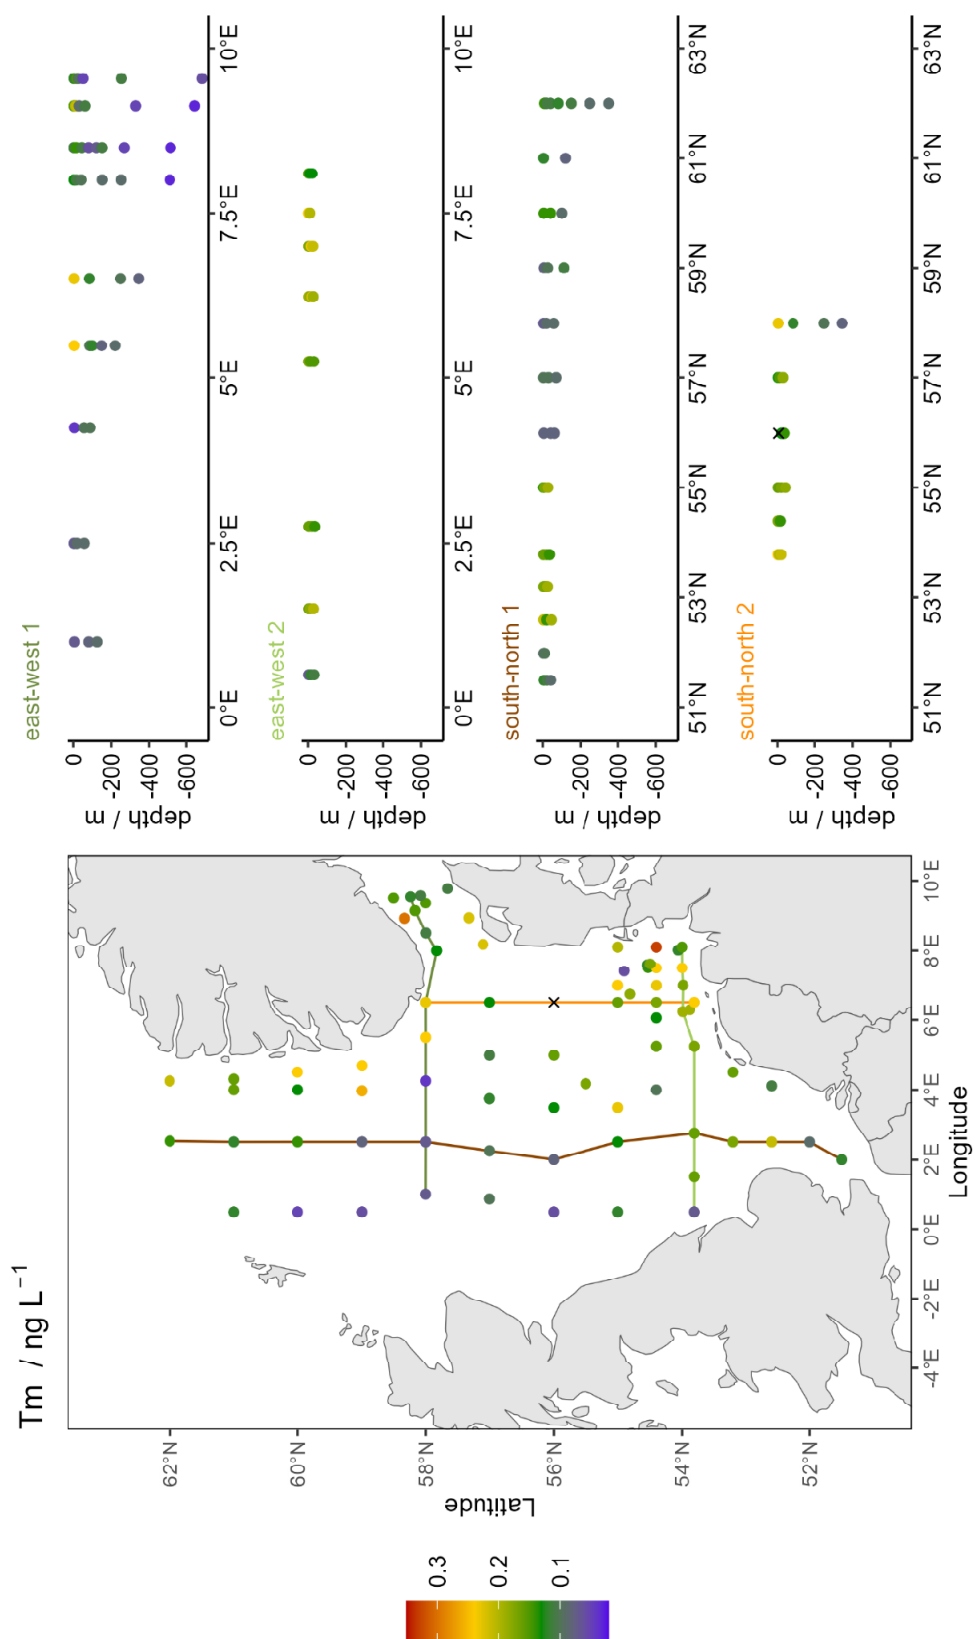 Tm / ng L⁻¹
0.3
0.2
0.1
Latitude
62°N
60°N
58°N
56°N
54°N
52°N
-4°E
-2°E
0°E
2°E
4°E
6°E
8°E
10°E
Longitude
east-west 1
depth / m
0
-200
-400
-600
0°E
2.5°E
5°E
7.5°E
10°E
east-west 2
depth / m
0
-200
-400
-600
0°E
2.5°E
5°E
7.5°E
10°E
south-north 1
depth / m
0
-200
-400
-600
51°N
53°N
55°N
57°N
59°N
61°N
63°N
south-north 2
depth / m
0
-200
-400
-600
51°N
53°N
55°N
57°N
59°N
61°N
63°N